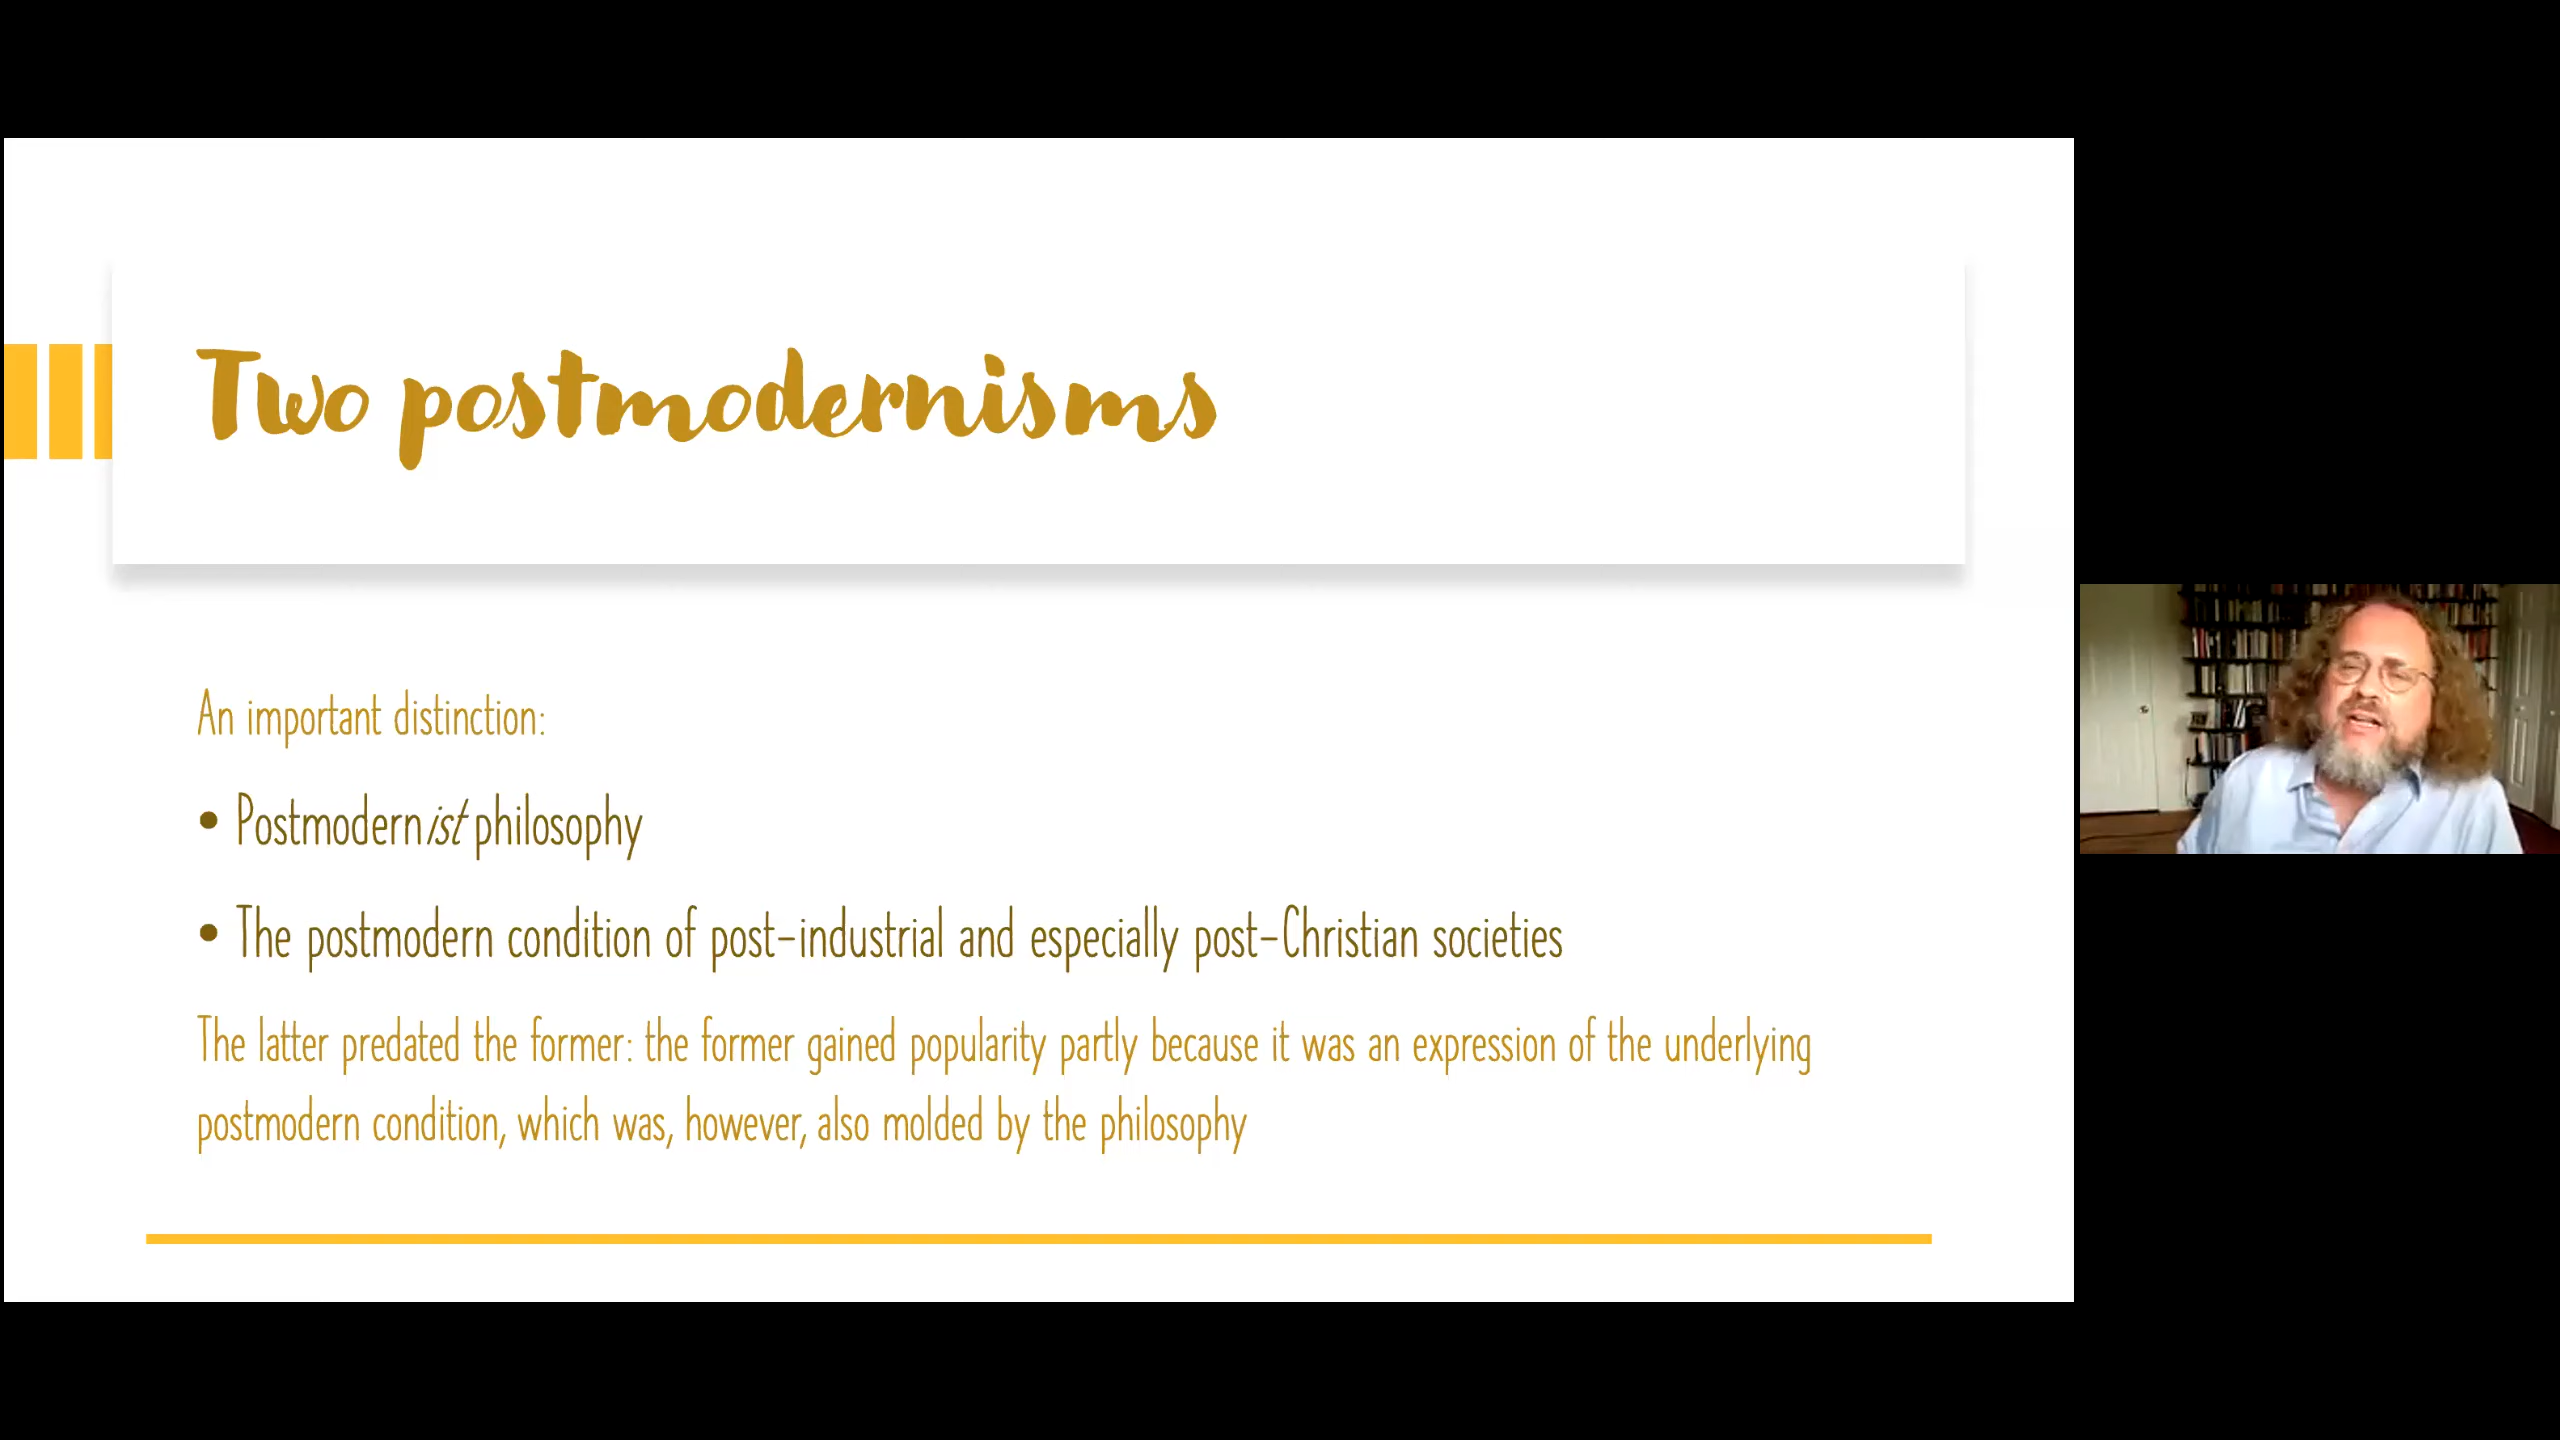 Two postmodernisms
An important distinction:
• Postmodernist philosophy
• The postmodern condition of post-industrial and especially post-Christian societies
The latter predated the former: the former gained popularity partly because it was an expression of the underlying
postmodern condition, which was, however, also molded by the philosophy